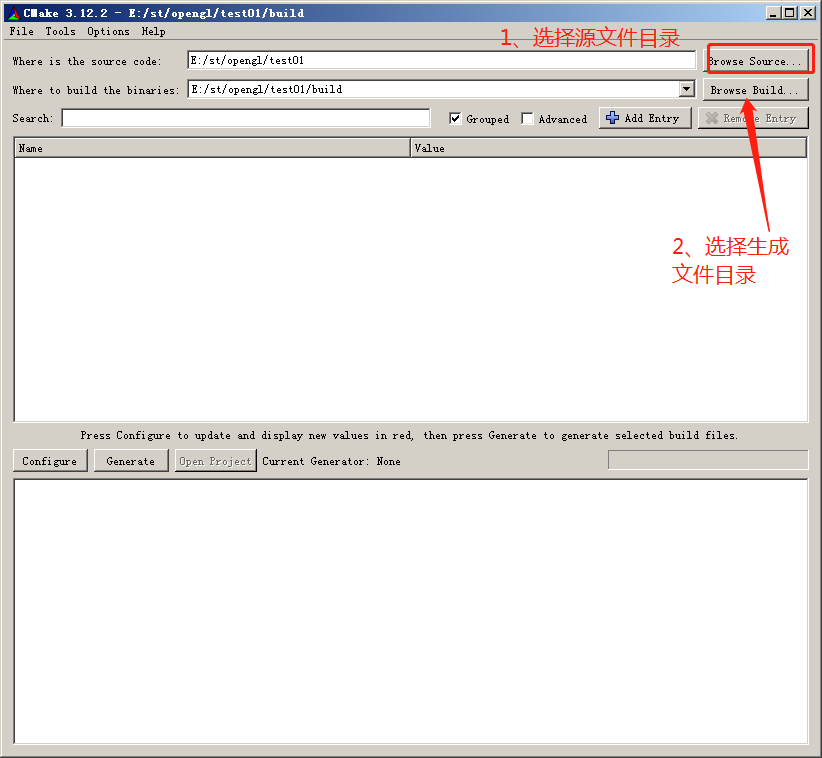 CMake 3.12.2 - E:/st/opengl/test01/build
File Tools Options Help
1、选择源文件目录
Where is the source code: E:/st/opengl/test01 Browse Source...
Where to build the binaries: E:/st/opengl/test01/build Browse Build...
Search: Grouped Advanced Add Entry Remove Entry
Name Value
2、选择生成
文件目录
Press Configure to update and display new values in red, then press Generate to generate selected build files.
Configure Generate Open Project Current Generator: None